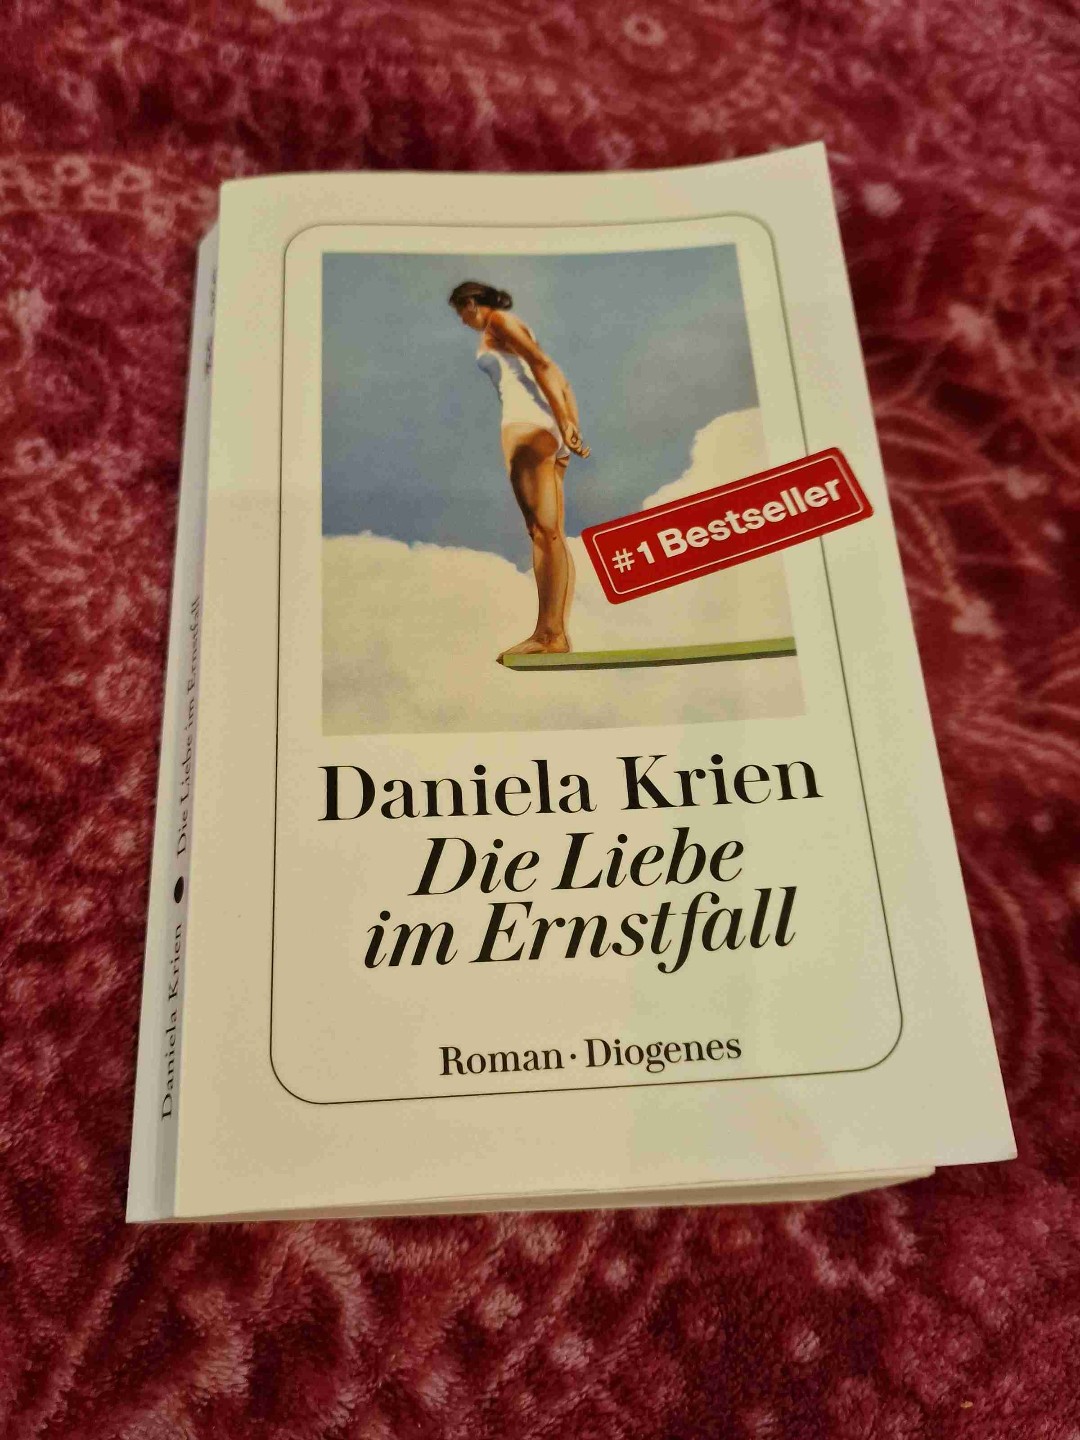 #1 Bestseller
Daniela Krien
Die Liebe
im Ernstfall
Roman · Diogenes
Daniela Krien ● Die Liebe im Ernstfall